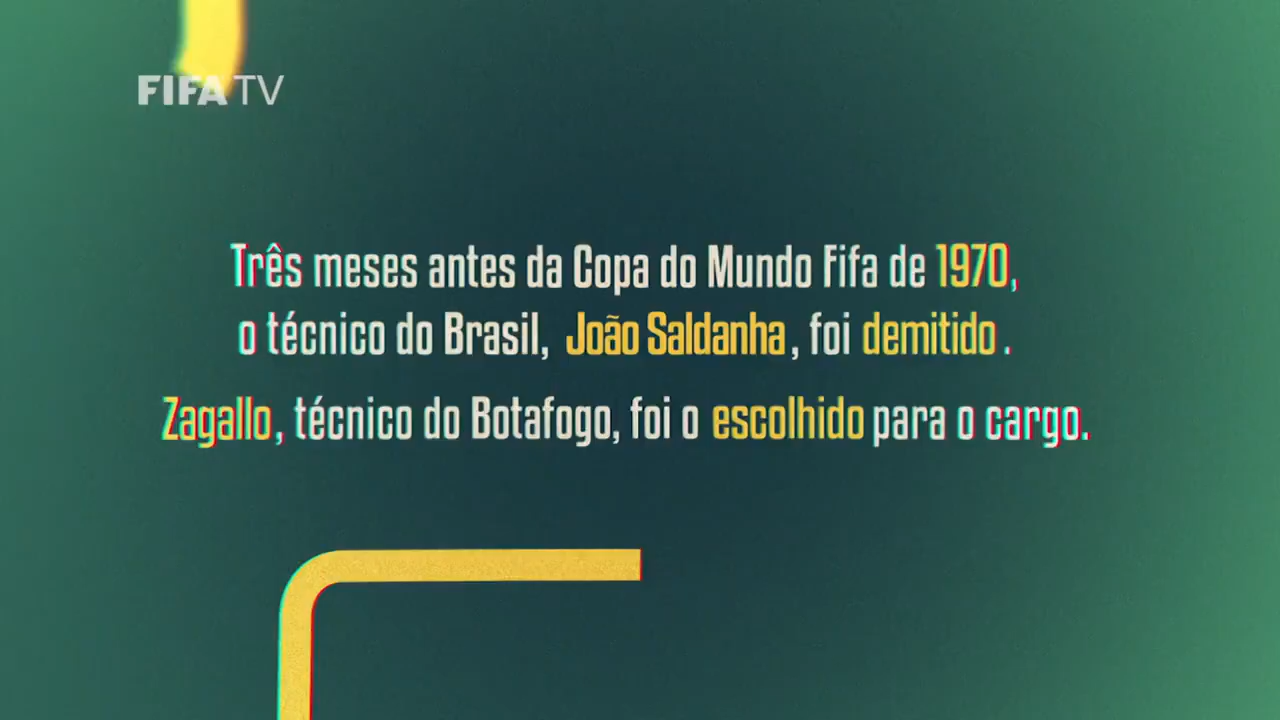 FIFA TV
Três meses antes da Copa do Mundo Fifa de 1970,
o técnico do Brasil, João Saldanha, foi demitido.
Zagallo, técnico do Botafogo, foi o escolhido para o cargo.